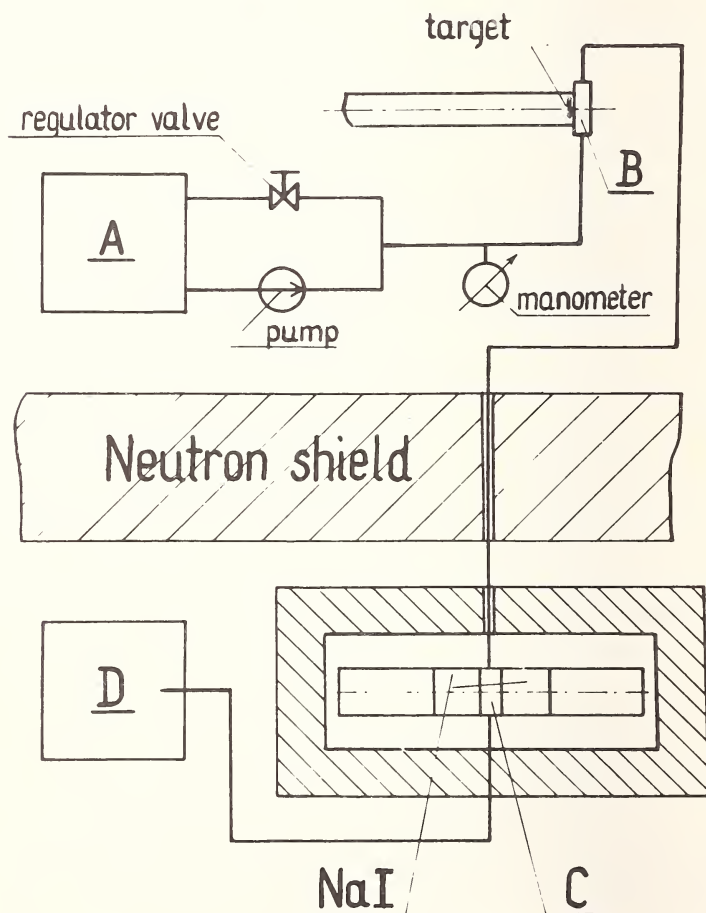 target
regulator valve
B
A
manometer
pump
Neutron shield
D
NaI
C